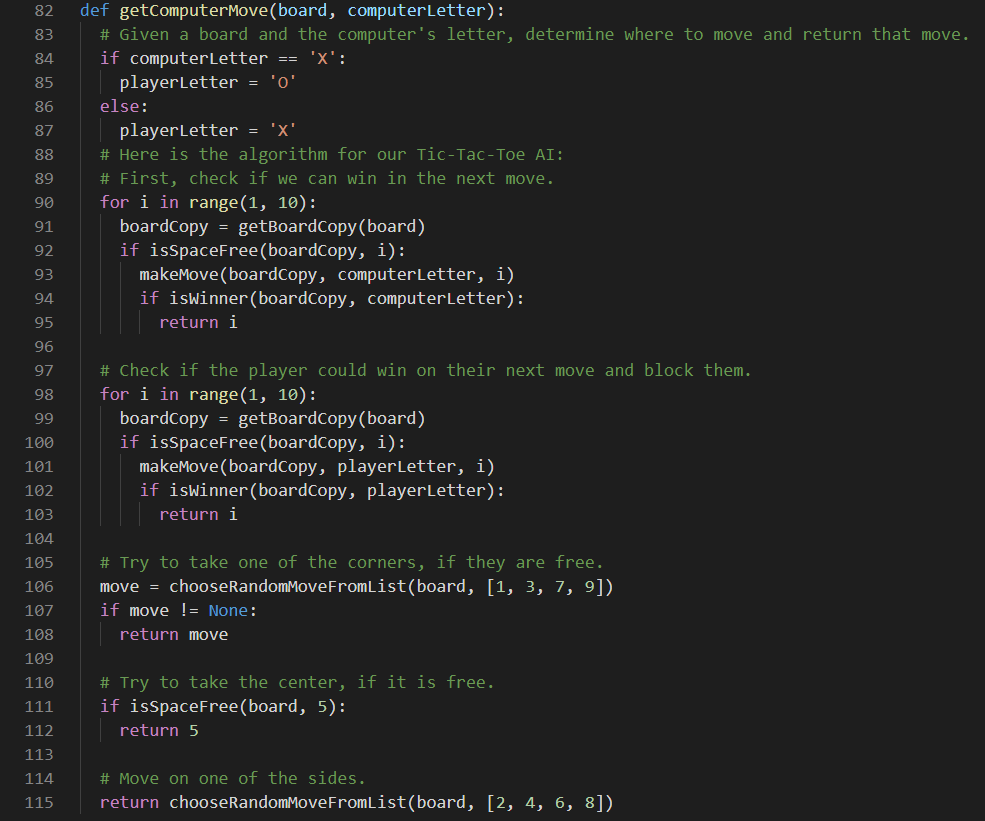 82 def getComputerMove(board, computerLetter):
83   # Given a board and the computer's letter, determine where to move and return that move.
84   if computerLetter == 'X':
85     playerLetter = 'O'
86   else:
87     playerLetter = 'X'
88   # Here is the algorithm for our Tic-Tac-Toe AI:
89   # First, check if we can win in the next move.
90   for i in range(1, 10):
91     boardCopy = getBoardCopy(board)
92     if isSpaceFree(boardCopy, i):
93       makeMove(boardCopy, computerLetter, i)
94       if isWinner(boardCopy, computerLetter):
95         return i
96
97   # Check if the player could win on their next move and block them.
98   for i in range(1, 10):
99     boardCopy = getBoardCopy(board)
100     if isSpaceFree(boardCopy, i):
101       makeMove(boardCopy, playerLetter, i)
102       if isWinner(boardCopy, playerLetter):
103         return i
104
105   # Try to take one of the corners, if they are free.
106   move = chooseRandomMoveFromList(board, [1, 3, 7, 9])
107   if move != None:
108     return move
109
110   # Try to take the center, if it is free.
111   if isSpaceFree(board, 5):
112     return 5
113
114   # Move on one of the sides.
115   return chooseRandomMoveFromList(board, [2, 4, 6, 8])